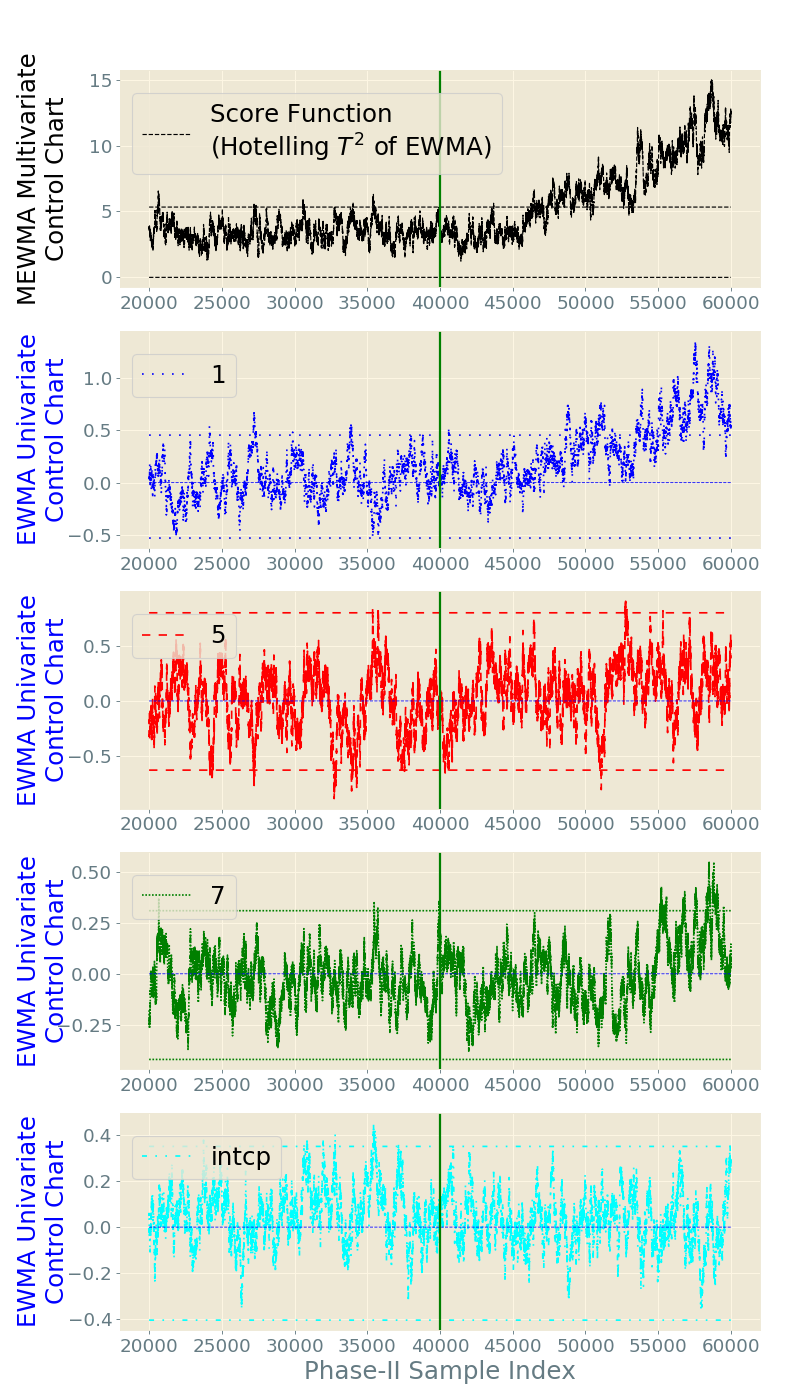 MEWMA Multivariate
Control Chart
15
10
5
0
Score Function
(Hotelling T² of EWMA)
20000 25000 30000 35000 40000 45000 50000 55000 60000
EWMA Univariate
Control Chart
1.0
0.5
0.0
−0.5
1
20000 25000 30000 35000 40000 45000 50000 55000 60000
EWMA Univariate
Control Chart
0.5
0.0
−0.5
5
20000 25000 30000 35000 40000 45000 50000 55000 60000
EWMA Univariate
Control Chart
0.50
0.25
0.00
−0.25
7
20000 25000 30000 35000 40000 45000 50000 55000 60000
EWMA Univariate
Control Chart
0.4
0.2
0.0
−0.2
−0.4
intcp
20000 25000 30000 35000 40000 45000 50000 55000 60000
Phase-II Sample Index